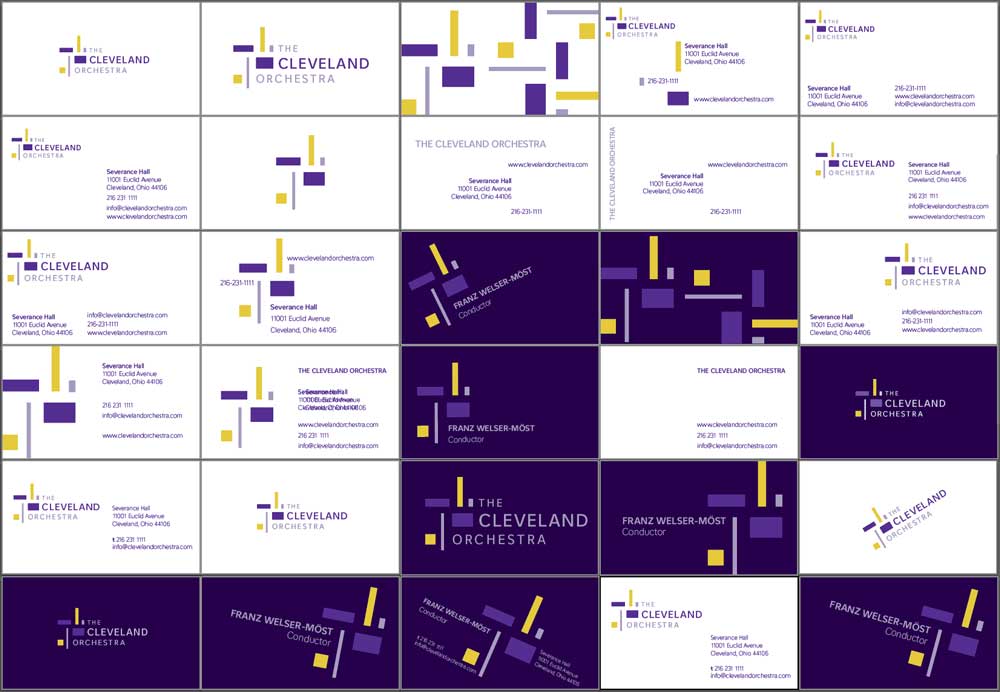 THE
CLEVELAND
ORCHESTRA
THE
CLEVELAND
ORCHESTRA
THE
CLEVELAND
ORCHESTRA
Severance Hall
11001 Euclid Avenue
Cleveland, Ohio 44106
216-231-1111
www.clevelandorchestra.com
THE
CLEVELAND
ORCHESTRA
Severance Hall
11001 Euclid Avenue
Cleveland, Ohio 44106
216-231-1111
www.clevelandorchestra.com
info@clevelandorchestra.com
THE
CLEVELAND
ORCHESTRA
Severance Hall
11001 Euclid Avenue
Cleveland, Ohio 44106
216 231 1111
info@clevelandorchestra.com
www.clevelandorchestra.com
THE CLEVELAND ORCHESTRA
www.clevelandorchestra.com
Severance Hall
11001 Euclid Avenue
Cleveland, Ohio 44106
216-231-1111
THE CLEVELAND ORCHESTRA
www.clevelandorchestra.com
Severance Hall
11001 Euclid Avenue
Cleveland, Ohio 44106
216-231-1111
THE
CLEVELAND
ORCHESTRA
Severance Hall
11001 Euclid Avenue
Cleveland, Ohio 44106
216 231 1111
info@clevelandorchestra.com
www.clevelandorchestra.com
THE
CLEVELAND
ORCHESTRA
Severance Hall
11001 Euclid Avenue
Cleveland, Ohio 44106
info@clevelandorchestra.com
216-231-1111
www.clevelandorchestra.com
www.clevelandorchestra.com
216-231-1111
Severance Hall
11001 Euclid Avenue
Cleveland, Ohio 44106
FRANZ WELSER-MÖST
Conductor
THE
CLEVELAND
ORCHESTRA
Severance Hall
11001 Euclid Avenue
Cleveland, Ohio 44106
info@clevelandorchestra.com
216-231-1111
www.clevelandorchestra.com
Severance Hall
11001 Euclid Avenue
Cleveland, Ohio 44106
216 231 1111
info@clevelandorchestra.com
www.clevelandorchestra.com
THE CLEVELAND ORCHESTRA
www.clevelandorchestra.com
216 231 1111
info@clevelandorchestra.com
FRANZ WELSER-MÖST
Conductor
THE CLEVELAND ORCHESTRA
www.clevelandorchestra.com
216 231 1111
info@clevelandorchestra.com
THE
CLEVELAND
ORCHESTRA
THE
CLEVELAND
ORCHESTRA
Severance Hall
11001 Euclid Avenue
Cleveland, Ohio 44106
t 216 231 1111
info@clevelandorchestra.com
THE
CLEVELAND
ORCHESTRA
THE
CLEVELAND
ORCHESTRA
FRANZ WELSER-MÖST
Conductor
THE
CLEVELAND
ORCHESTRA
THE
CLEVELAND
ORCHESTRA
FRANZ WELSER-MÖST
Conductor
FRANZ WELSER-MÖST
Conductor
t 216 231 1111
info@clevelandorchestra.com
Severance Hall
11001 Euclid Avenue
Cleveland, Ohio 44106
THE
CLEVELAND
ORCHESTRA
Severance Hall
11001 Euclid Avenue
Cleveland, Ohio 44106
t 216 231 1111
info@clevelandorchestra.com
FRANZ WELSER-MÖST
Conductor